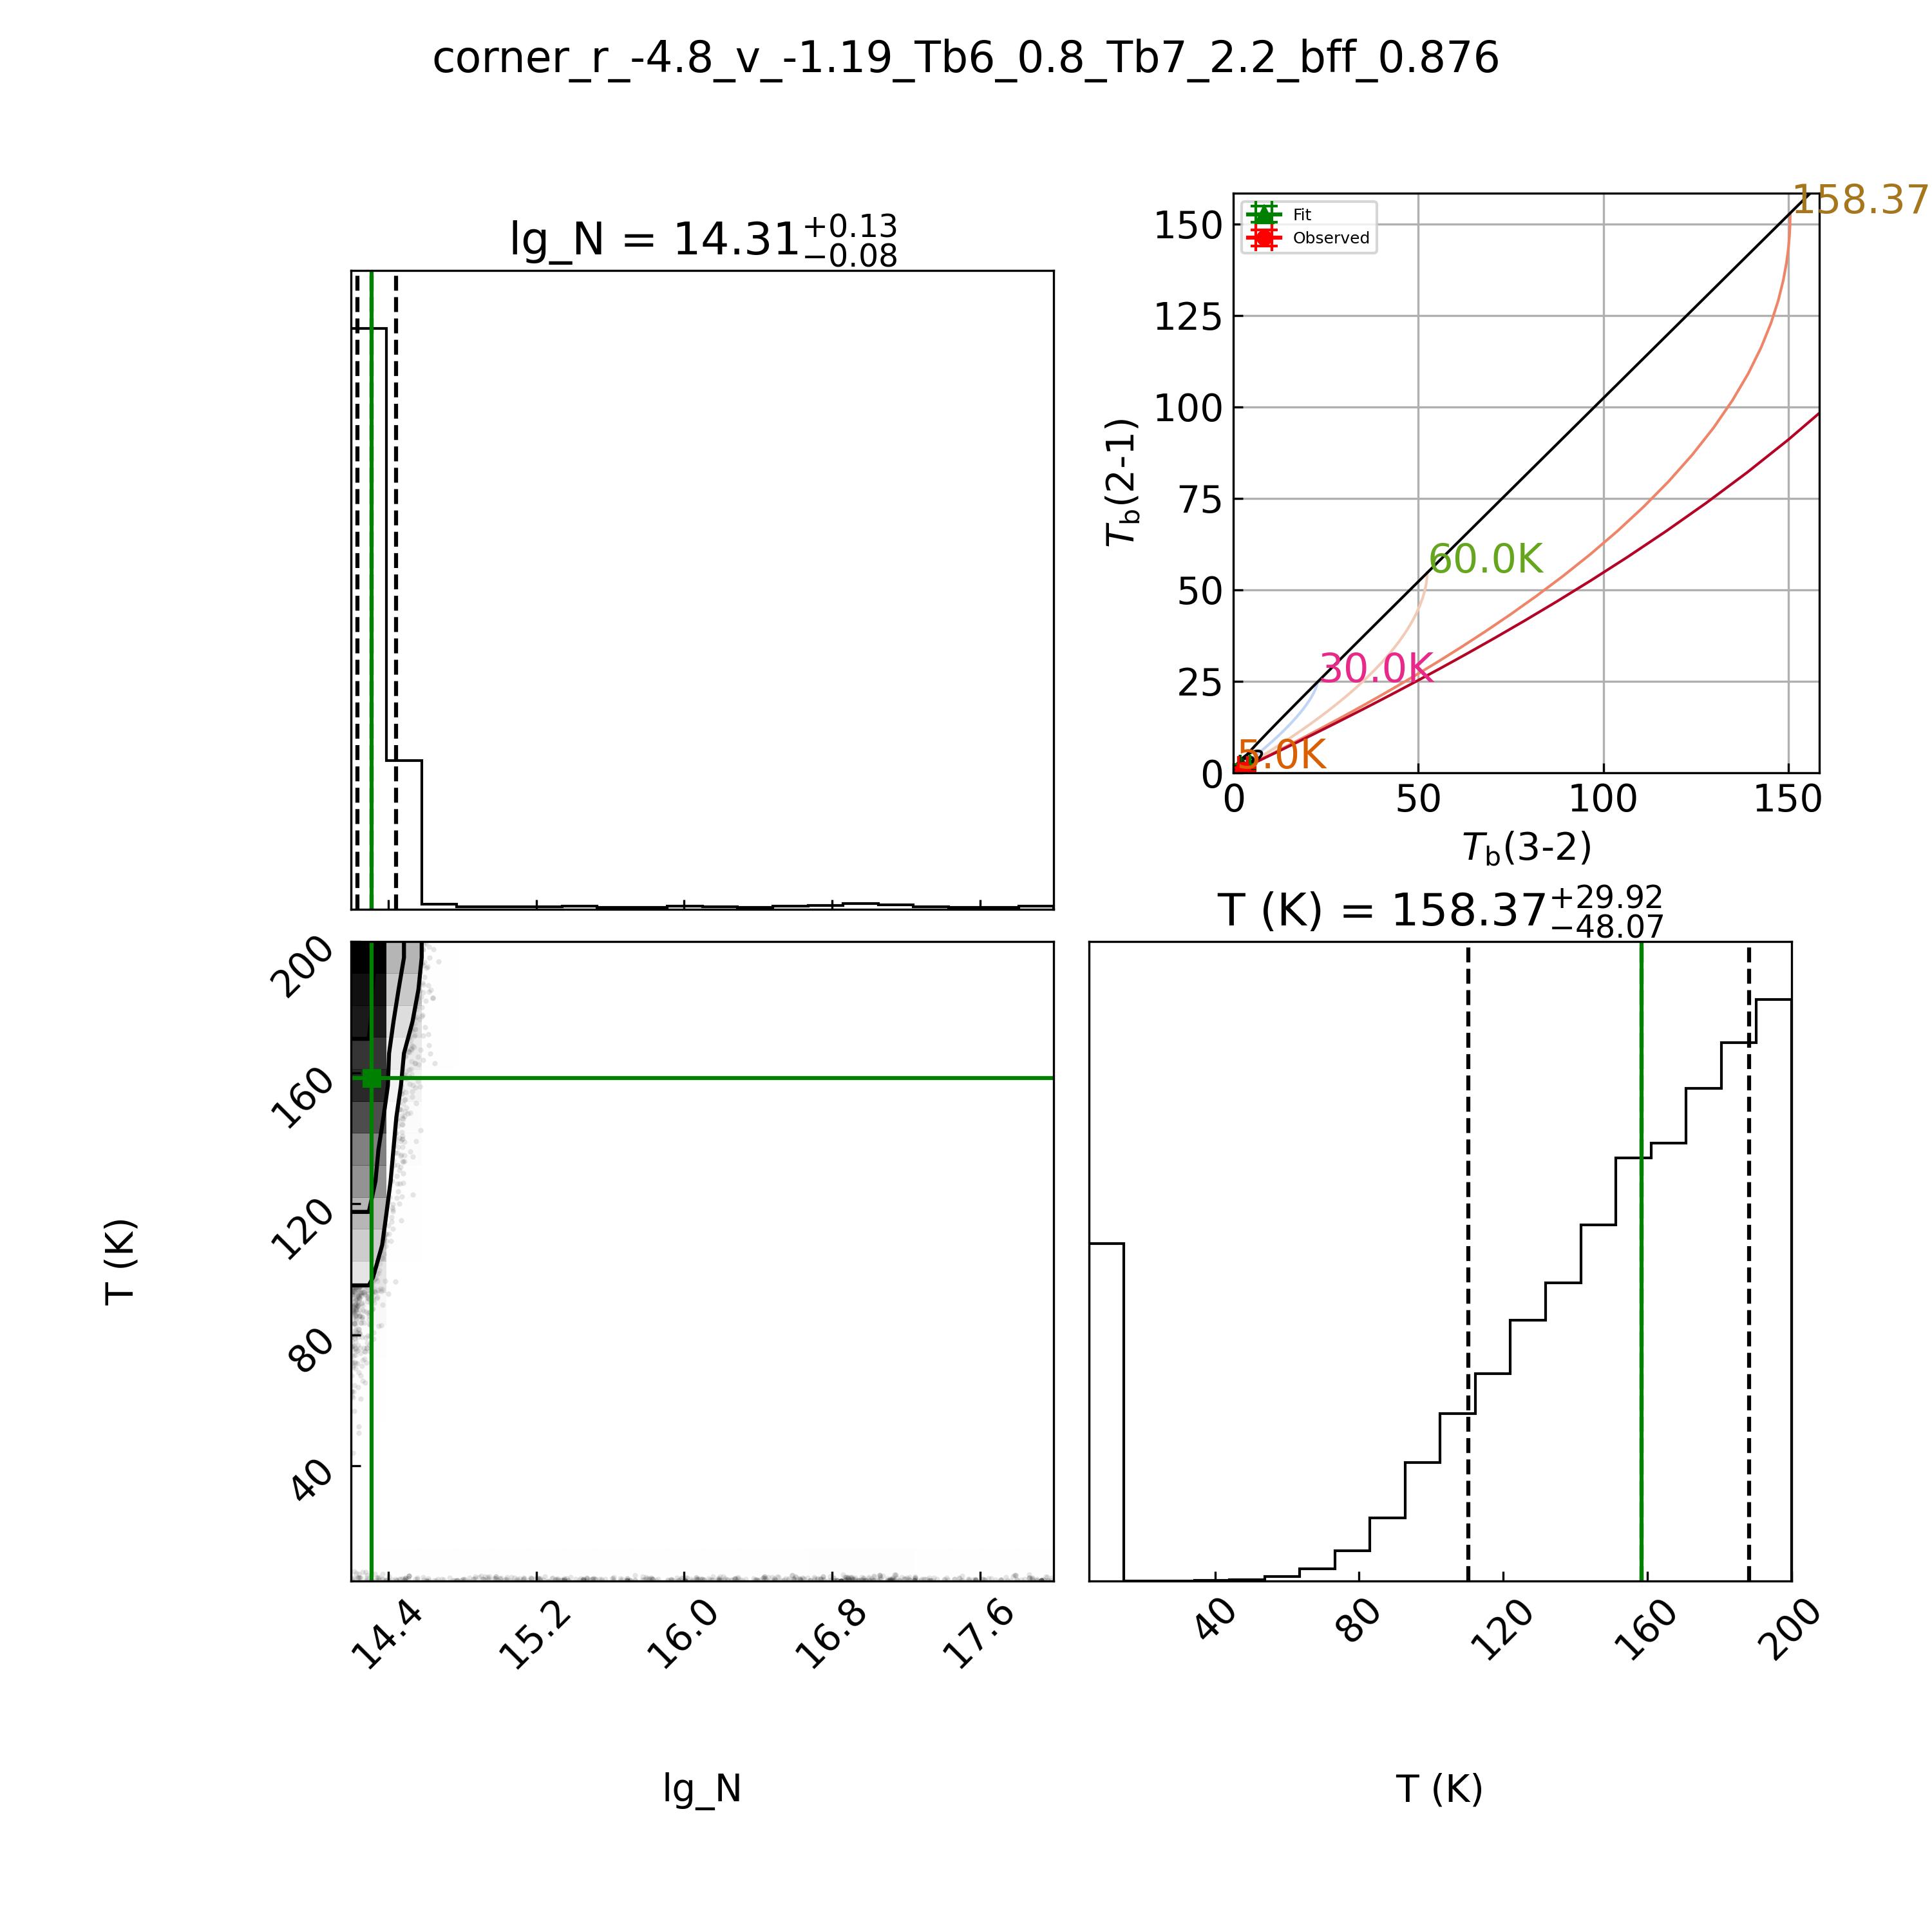 corner_r_-4.8_v_-1.19_Tb6_0.8_Tb7_2.2_bff_0.876
lg_N = 14.31+0.13−0.08
158.37
Fit
Observed
150
125
100
75
50
25
0
60.0K
30.0K
5.0K
Tb(2-1)
0 50 100 150
Tb(3-2)
T (K) = 158.37+29.92−48.07
200
160
120
80
40
T (K)
14.4 15.2 16.0 16.8 17.6
lg_N
40 80 120 160 200
T (K)